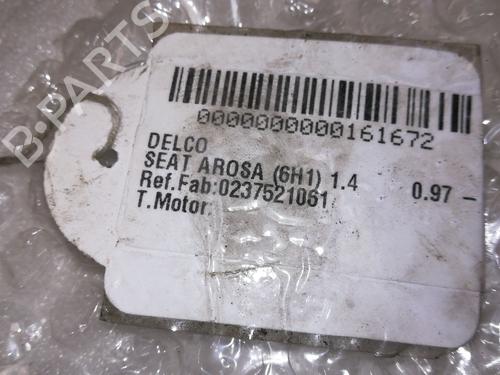 B-PARTS
0000000000161672
DELCO
SEAT AROSA (6H1) 1.4 0.97 -
Ref.Fab:0237521061
T.Motor: